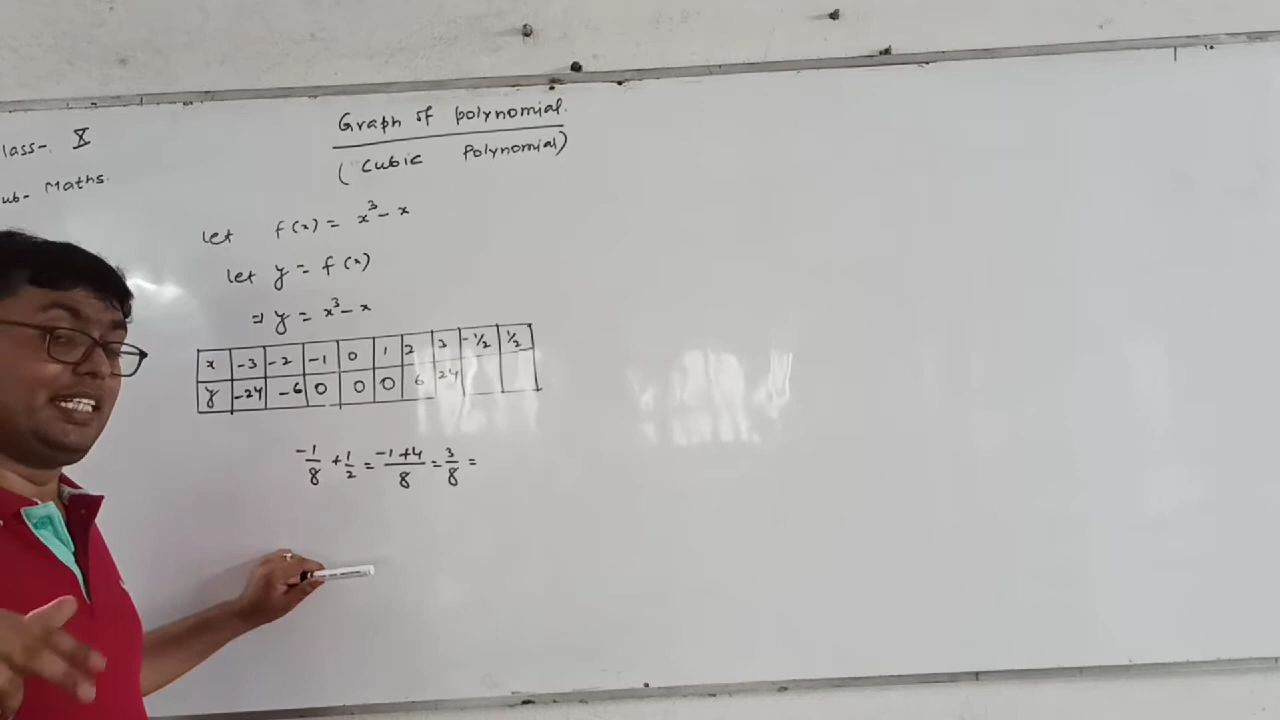 lass- X
ub- Maths.
Graph of polynomial.
(Cubic Polynomial)
let f(x) = x³ - x
let y = f(x)
⇒ y = x³ - x
x -3 -2 -1 0 1 2 3 -1/2 1/2
y -24 -6 0 0 0 6 24
-1/8 + 1/2 = -1+4/8 = 3/8 =